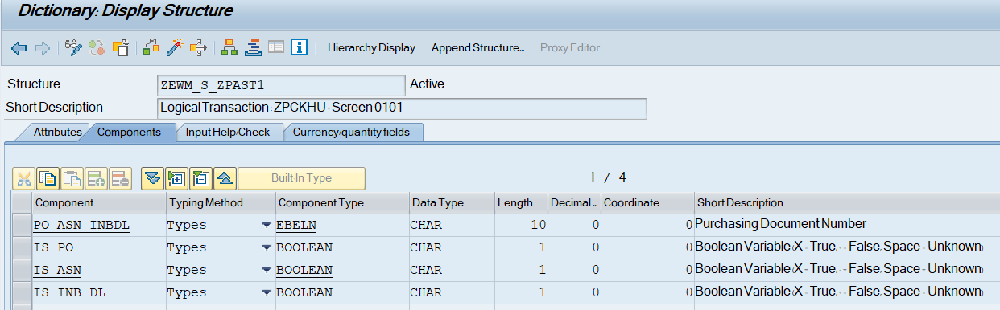 Dictionary: Display Structure
Hierarchy Display Append Structure... Proxy Editor
Structure ZEWM_S_ZPAST1 Active
Short Description Logical Transaction: ZPCKHU - Screen 0101
Attributes Components Input Help/Check Currency/quantity fields
Built-In Type 1 / 4
Component Typing Method Component Type Data Type Length Decimal... Coordinate Short Description
PO_ASN_INBDL Types EBELN CHAR 10 0 0 Purchasing Document Number
IS_PO Types BOOLEAN CHAR 1 0 0 Boolean Variable (X = True, - = False, Space = Unknown)
IS_ASN Types BOOLEAN CHAR 1 0 0 Boolean Variable (X = True, - = False, Space = Unknown)
IS_INB_DL Types BOOLEAN CHAR 1 0 0 Boolean Variable (X = True, - = False, Space = Unknown)